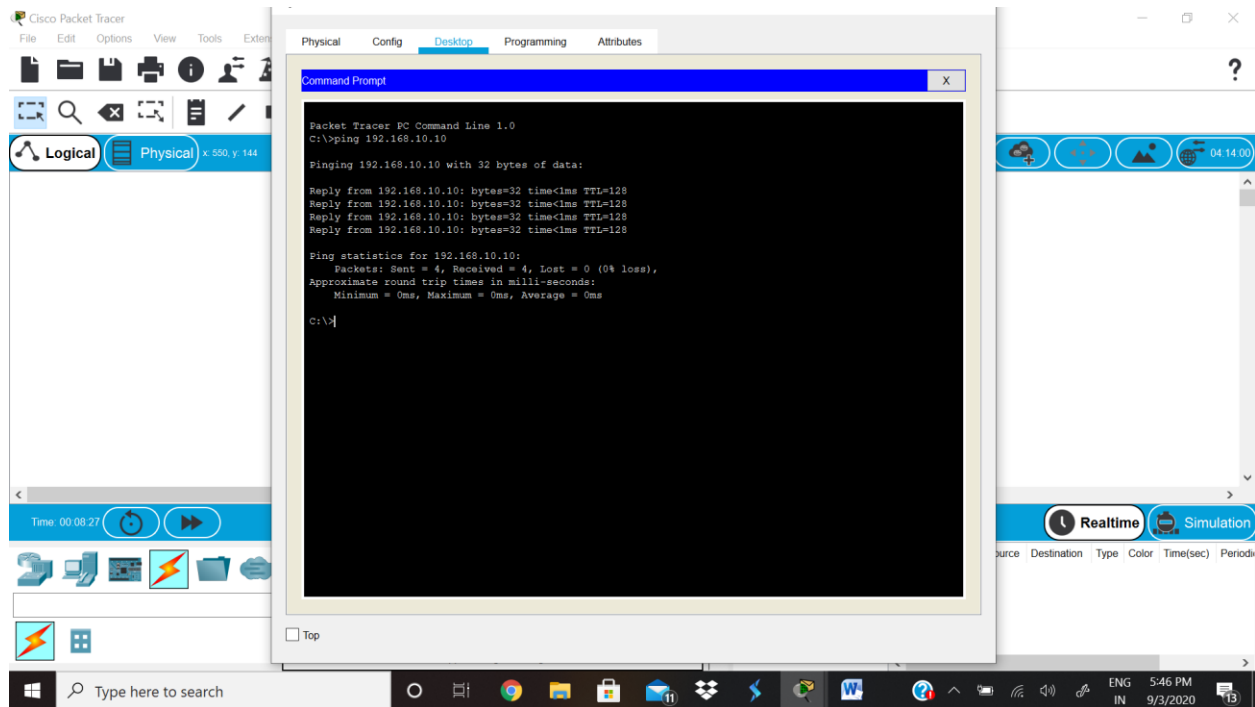 Cisco Packet Tracer
File Edit Options View Tools Exten
Physical Config Desktop Programming Attributes
Command Prompt
X
?
Logical
Physical
x: 550, y: 144
04:14:00
Packet Tracer PC Command Line 1.0
C:\>ping 192.168.10.10
Pinging 192.168.10.10 with 32 bytes of data:
Reply from 192.168.10.10: bytes=32 time<1ms TTL=128
Reply from 192.168.10.10: bytes=32 time<1ms TTL=128
Reply from 192.168.10.10: bytes=32 time<1ms TTL=128
Reply from 192.168.10.10: bytes=32 time<1ms TTL=128
Ping statistics for 192.168.10.10:
Packets: Sent = 4, Received = 4, Lost = 0 (0% loss),
Approximate round trip times in milli-seconds:
Minimum = 0ms, Maximum = 0ms, Average = 0ms
C:\>
Time: 00:08:27
Realtime
Simulation
ource Destination Type Color Time(sec) Periodi
Top
Type here to search
11
W
ENG
IN
5:46 PM
9/3/2020
13